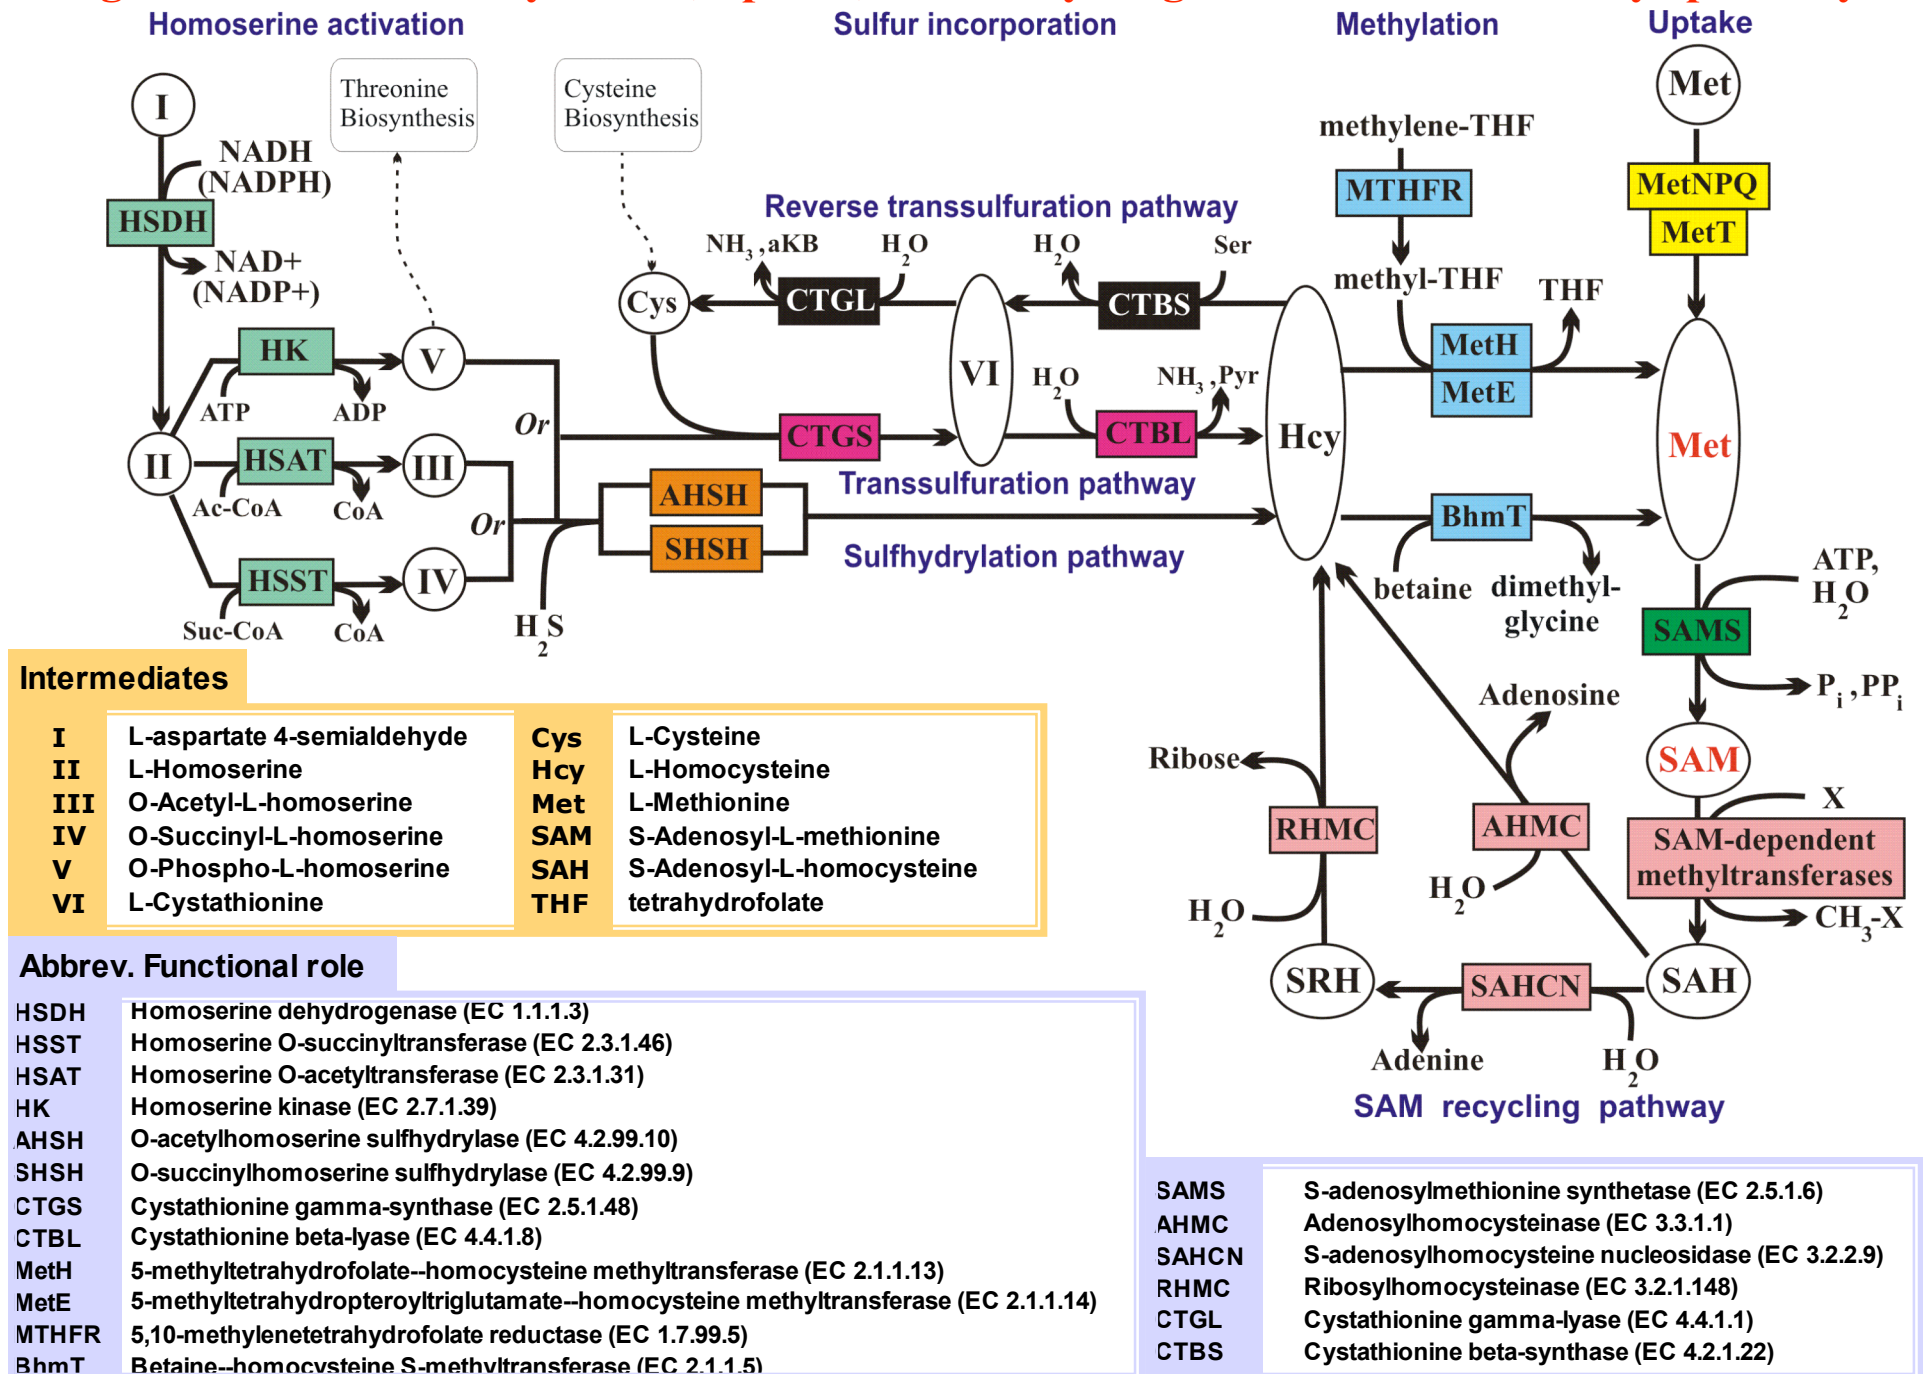 Homoserine activation
Sulfur incorporation
Methylation
Uptake
I
Threonine
Biosynthesis
Cysteine
Biosynthesis
Met
NADH
(NADPH)
HSDH
NAD+
(NADP+)
methylene-THF
MTHFR
methyl-THF
THF
MetNPQ
MetT
Reverse transsulfuration pathway
NH3 ,aKB
H2O
H2O
Ser
Cys
CTGL
CTBS
HK
V
ATP
ADP
Or
VI
H2O
NH3 ,Pyr
MetH
MetE
CTGS
CTBL
Hcy
Met
II
HSAT
III
Ac-CoA
CoA
Or
Transsulfuration pathway
AHSH
SHSH
Sulfhydrylation pathway
BhmT
betaine
dimethyl-
glycine
HSST
IV
Suc-CoA
CoA
H2S
ATP,
H2O
SAMS
Pi ,PPi
Adenosine
Ribose
SAM
RHMC
AHMC
X
SAM-dependent
methyltransferases
H2O
H2O
CH3-X
SRH
SAHCN
SAH
Adenine
H2O
SAM recycling pathway
Intermediates
I L-aspartate 4-semialdehyde
II L-Homoserine
III O-Acetyl-L-homoserine
IV O-Succinyl-L-homoserine
V O-Phospho-L-homoserine
VI L-Cystathionine
Cys L-Cysteine
Hcy L-Homocysteine
Met L-Methionine
SAM S-Adenosyl-L-methionine
SAH S-Adenosyl-L-homocysteine
THF tetrahydrofolate
Abbrev. Functional role
HSDH Homoserine dehydrogenase (EC 1.1.1.3)
HSST Homoserine O-succinyltransferase (EC 2.3.1.46)
HSAT Homoserine O-acetyltransferase (EC 2.3.1.31)
HK Homoserine kinase (EC 2.7.1.39)
AHSH O-acetylhomoserine sulfhydrylase (EC 4.2.99.10)
SHSH O-succinylhomoserine sulfhydrylase (EC 4.2.99.9)
CTGS Cystathionine gamma-synthase (EC 2.5.1.48)
CTBL Cystathionine beta-lyase (EC 4.4.1.8)
MetH 5-methyltetrahydrofolate--homocysteine methyltransferase (EC 2.1.1.13)
MetE 5-methyltetrahydropteroyltriglutamate--homocysteine methyltransferase (EC 2.1.1.14)
MTHFR 5,10-methylenetetrahydrofolate reductase (EC 1.7.99.5)
BhmT Betaine--homocysteine S-methyltransferase (EC 2.1.1.5)
SAMS S-adenosylmethionine synthetase (EC 2.5.1.6)
AHMC Adenosylhomocysteinase (EC 3.3.1.1)
SAHCN S-adenosylhomocysteine nucleosidase (EC 3.2.2.9)
RHMC Ribosylhomocysteinase (EC 3.2.1.148)
CTGL Cystathionine gamma-lyase (EC 4.4.1.1)
CTBS Cystathionine beta-synthase (EC 4.2.1.22)